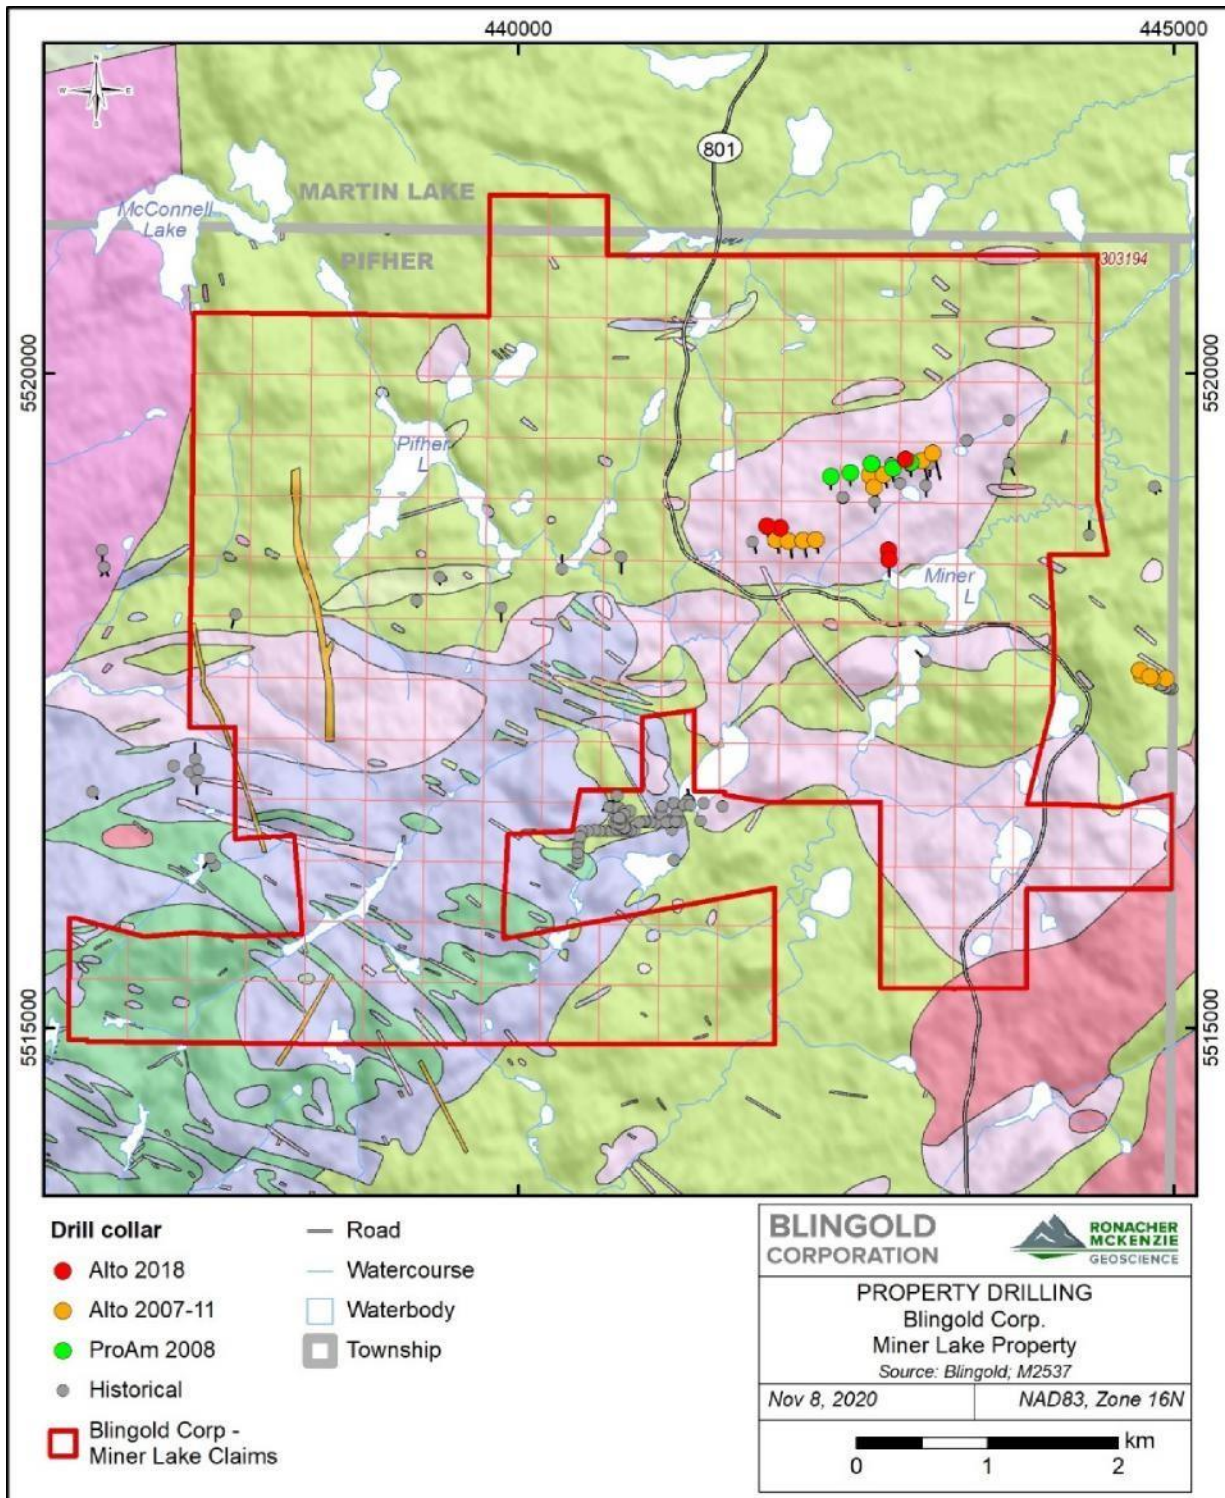 440000
445000
N
W
E
S
801
MARTIN LAKE
McConnell
Lake
PIFHER
303194
5520000
5520000
Pifher
L
Miner
L
5515000
5515000
Drill collar
Alto 2018
Alto 2007-11
ProAm 2008
Historical
Blingold Corp -
Miner Lake Claims
Road
Watercourse
Waterbody
Township
BLINGOLD
CORPORATION
RONACHER
MCKENZIE
GEOSCIENCE
PROPERTY DRILLING
Blingold Corp.
Miner Lake Property
Source: Blingold; M2537
Nov 8, 2020
NAD83, Zone 16N
km
0 1 2